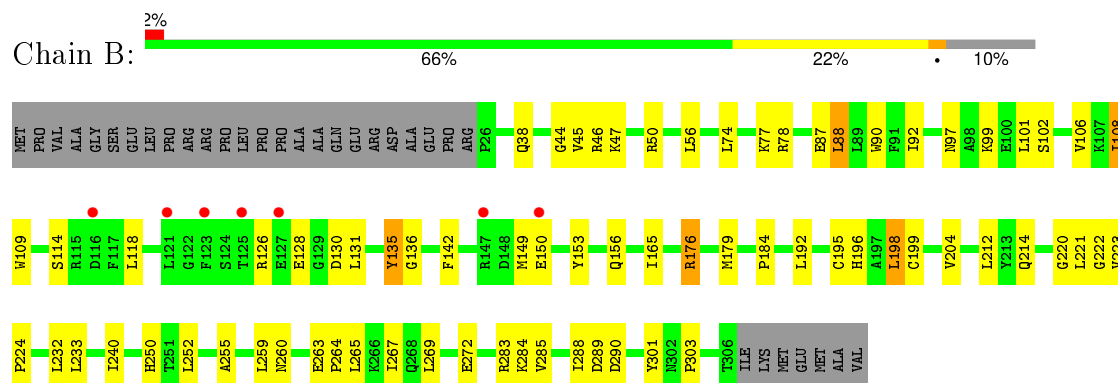 2%
Chain B:
66% 22% • 10%
MET PRO VAL ALA GLY SER GLU LEU PRO ARG ARG PRO LEU PRO PRO ALA ALA GLN GLU ARG ASP ALA GLU PRO ARG P26 Q38 G44 V45 R46 K47 R50 L56 L74 K77 R78 E87 L88 L89 W90 F91 I92 N97 A98 K99 E100 L101 S102 V106 K107 I108
W109 S114 R115 D116 F117 L118 L121 G122 F123 S124 T125 R126 E127 E128 G129 D130 L131 Y135 G136 F142 R147 D148 M149 E150 Y153 Q156 I165 R176 M179 P184 L192 C195 H196 A197 L198 C199 V204 L212 Y213 Q214 G220 L221 G222 V223
P224 L232 L233 I240 H250 T251 L252 A255 L259 N260 E263 P264 L265 K266 I267 Q268 L269 E272 R283 K284 V285 I288 D289 D290 Y301 N302 P303 T306 ILE LYS MET GLU MET ALA VAL